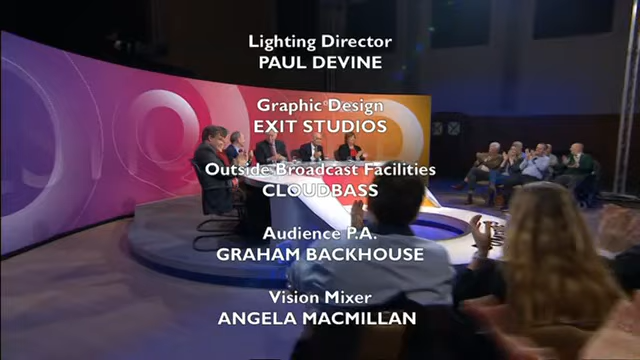 Lighting Director
PAUL DEVINE
Graphic Design
EXIT STUDIOS
Outside Broadcast Facilities
CLOUDBASS
Audience P.A.
GRAHAM BACKHOUSE
Vision Mixer
ANGELA MACMILLAN